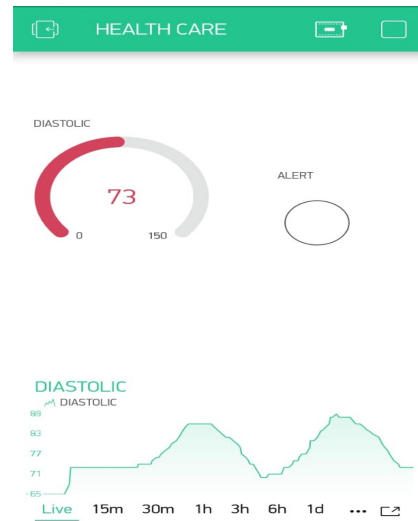 HEALTH CARE
DIASTOLIC
73
0 150
ALERT
DIASTOLIC
DIASTOLIC
89
83
77
71
65
Live 15m 30m 1h 3h 6h 1d ...